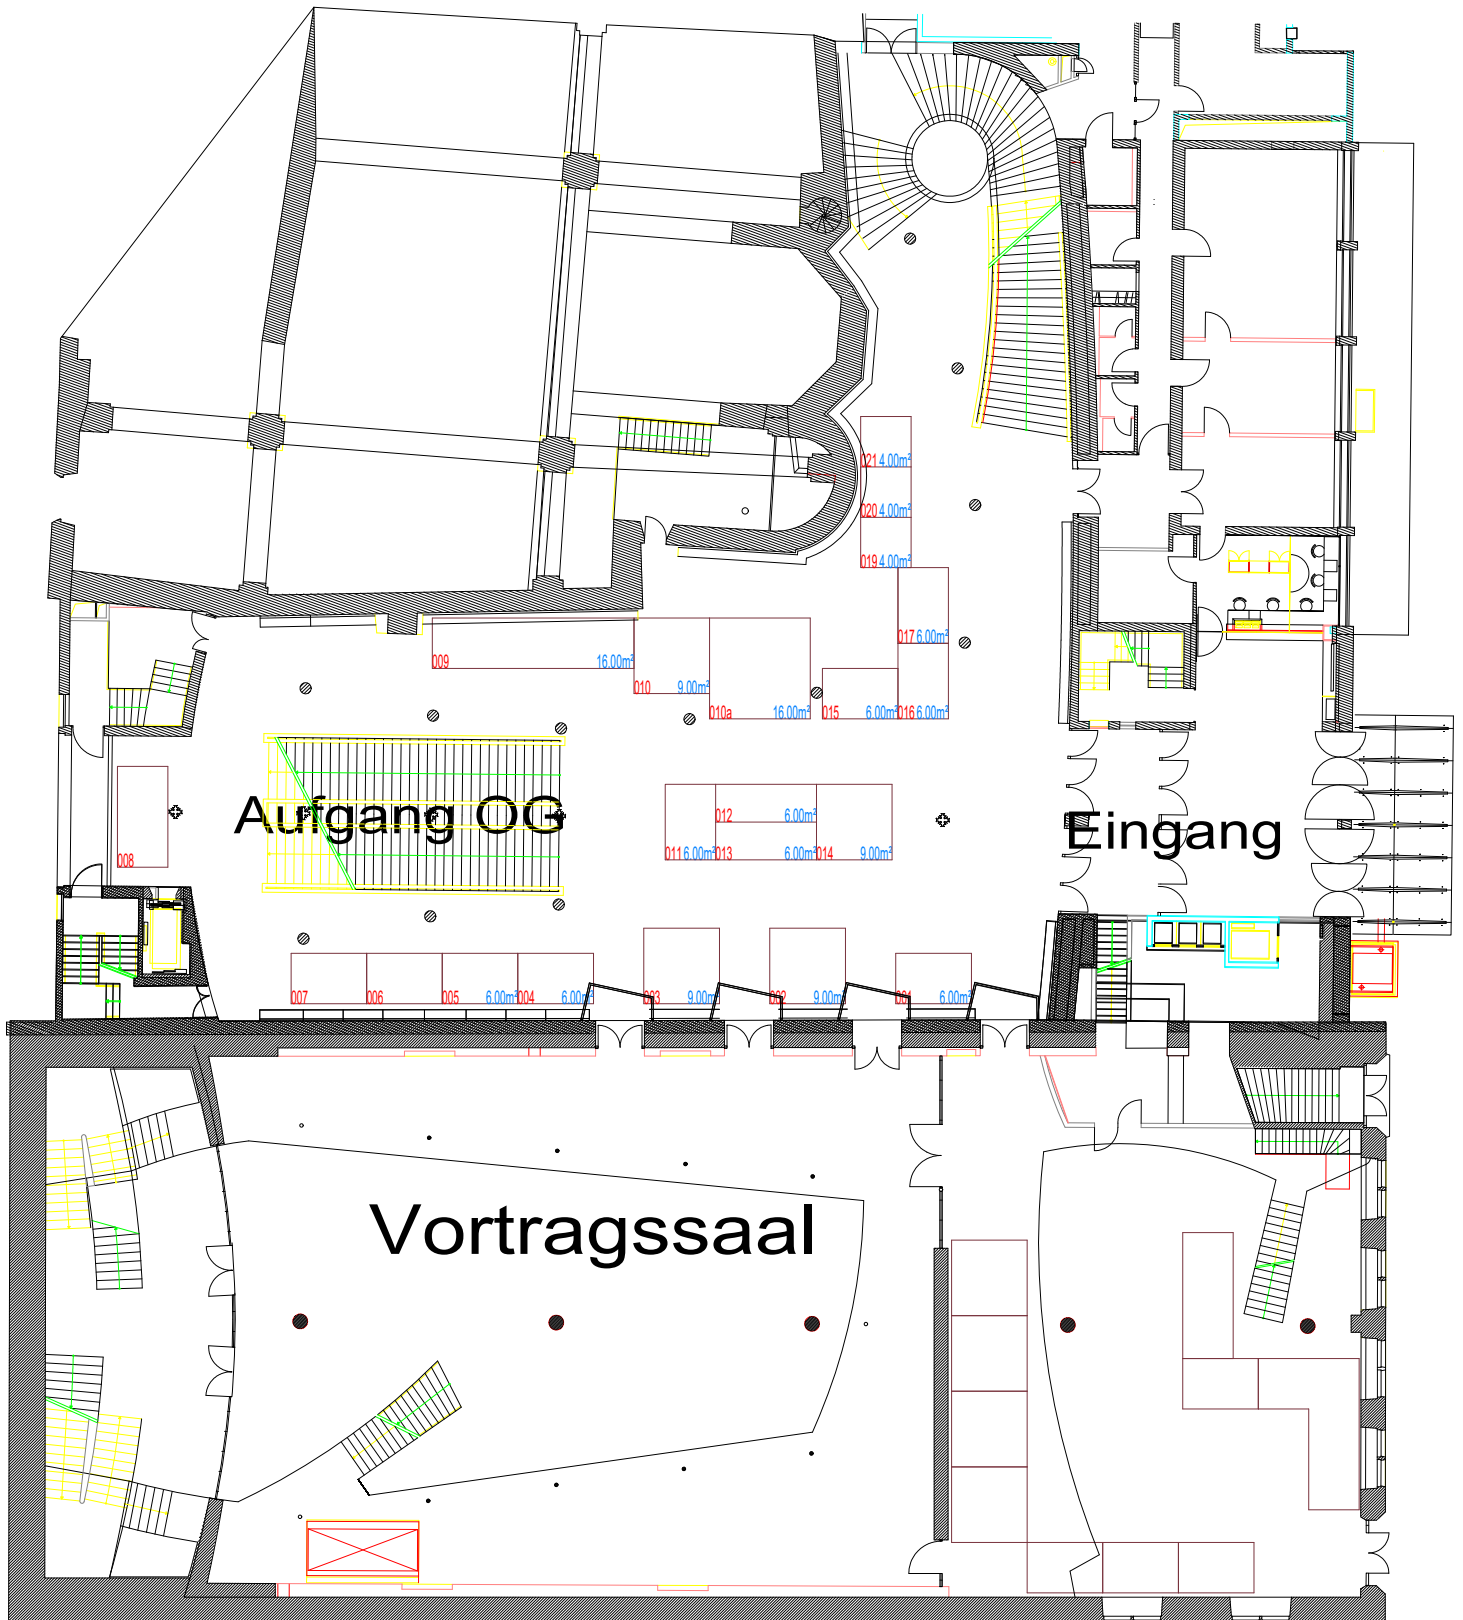 021 4.00m²
020 4.00m²
019 4.00m²
017 6.00m²
009 16.00m²
010 9.00m²
010a 16.00m²
015 6.00m²
016 6.00m²
Aufgang OG
012 6.00m²
011 6.00m²
013 6.00m²
014 9.00m²
Eingang
008
007
006
005 6.00m²
004 6.00m²
003 9.00m²
002 9.00m²
001 6.00m²
Vortragssaal